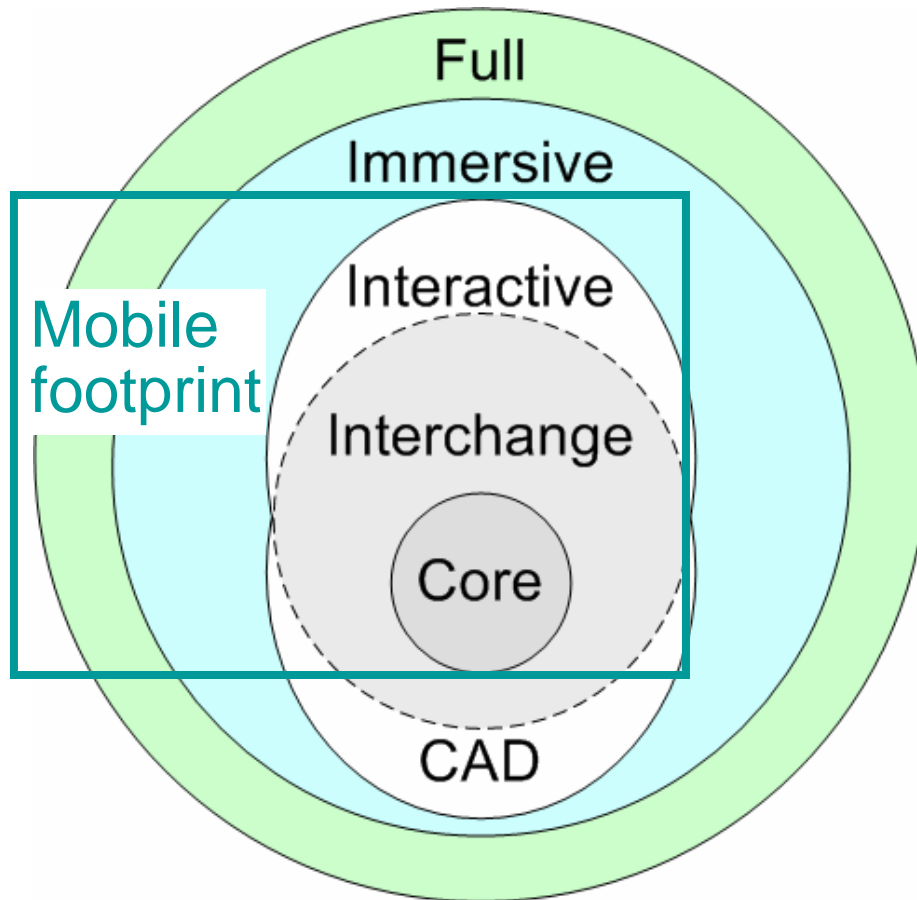 Full
Immersive
Interactive
Mobile
footprint
Interchange
Core
CAD